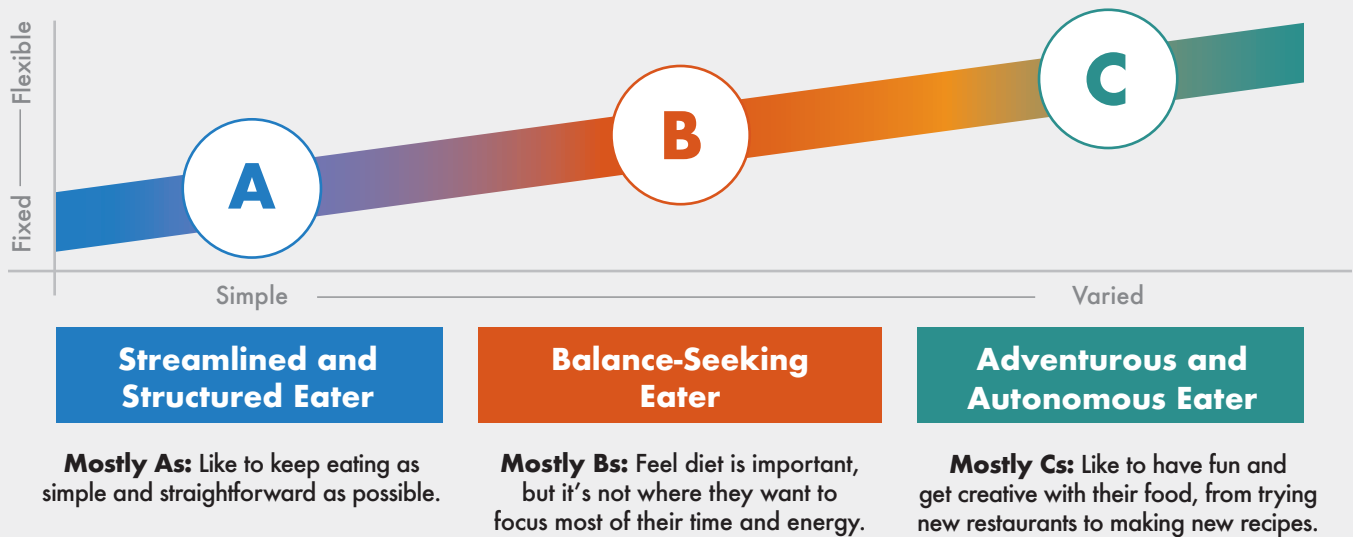 Flexible
Fixed
A
B
C
Simple
Varied
Streamlined and
Structured Eater
Mostly As: Like to keep eating as
simple and straightforward as possible.
Balance-Seeking
Eater
Mostly Bs: Feel diet is important,
but it’s not where they want to
focus most of their time and energy.
Adventurous and
Autonomous Eater
Mostly Cs: Like to have fun and
get creative with their food, from trying
new restaurants to making new recipes.